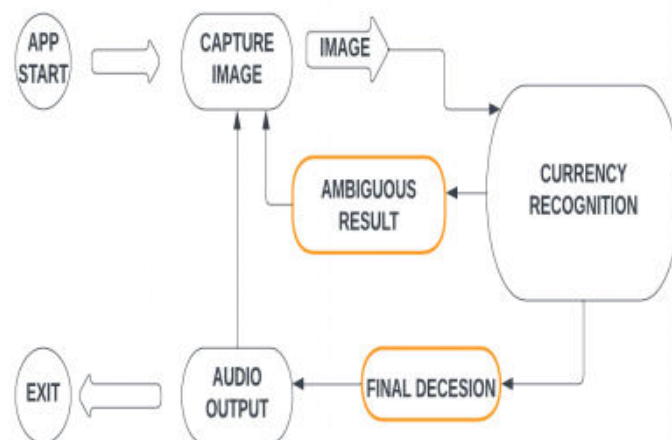 APP
START
CAPTURE
IMAGE
IMAGE
CURRENCY
RECOGNITION
AMBIGUOUS
RESULT
FINAL DECESION
AUDIO
OUTPUT
EXIT